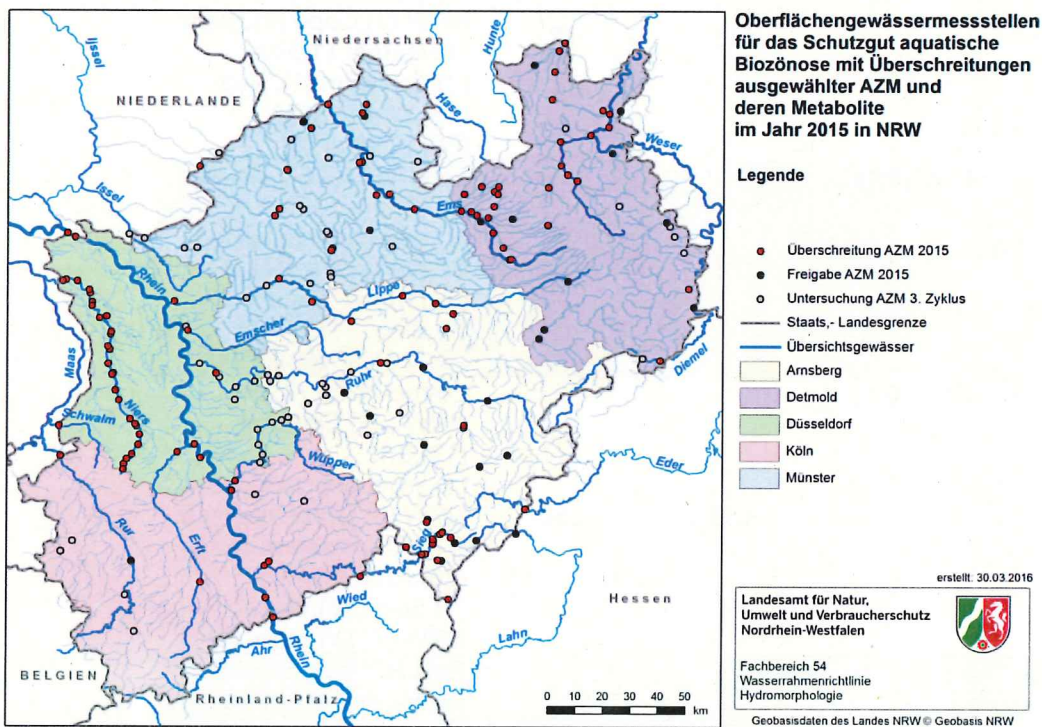 Oberflächengewässermessstellen
für das Schutzgut aquatische
Biozönose mit Überschreitungen
ausgewählter AZM und
deren Metabolite
im Jahr 2015 in NRW
Legende
Überschreitung AZM 2015
Freigabe AZM 2015
Untersuchung AZM 3. Zyklus
Staats,- Landesgrenze
Übersichtsgewässer
Arnsberg
Detmold
Düsseldorf
Köln
Münster
erstellt: 30.03.2016
Landesamt für Natur,
Umwelt und Verbraucherschutz
Nordrhein-Westfalen
Fachbereich 54
Wasserrahmenrichtlinie
Hydromorphologie
Geobasisdaten des Landes NRW © Geobasis NRW
Ijssel
Niedersachsen
Hunte
NIEDERLANDE
Hase
Weser
Issel
Ems
Rhein
Lippe
Emscher
Maas
Ruhr
Diemel
Niers
Schwalm
Wupper
Eder
Rur
Erft
Sieg
Wied
Hessen
Lahn
Ahr
Rhein
BELGIEN
Rheinland-Pfalz
0 10 20 30 40 50
km